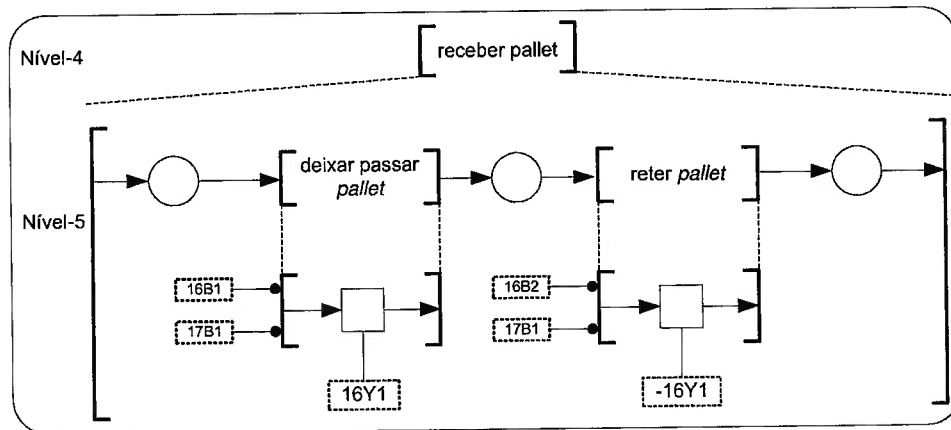 Nível-4
receber pallet
deixar passar
pallet
reter pallet
Nível-5
16B1
16B2
17B1
17B1
16Y1
-16Y1